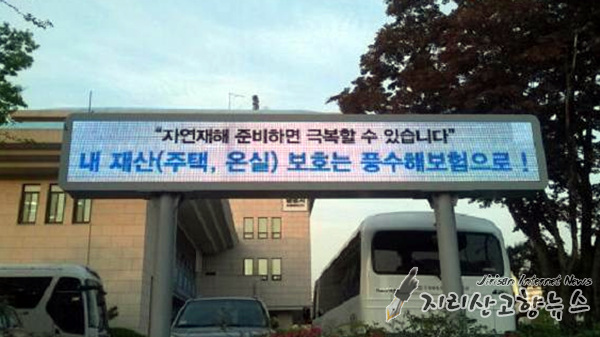 "자연재해 준비하면 극복할 수 있습니다"
내 재산(주택, 온실) 보호는 풍수해보험으로 !
Jirisan Internet News
지리산고향뉴스